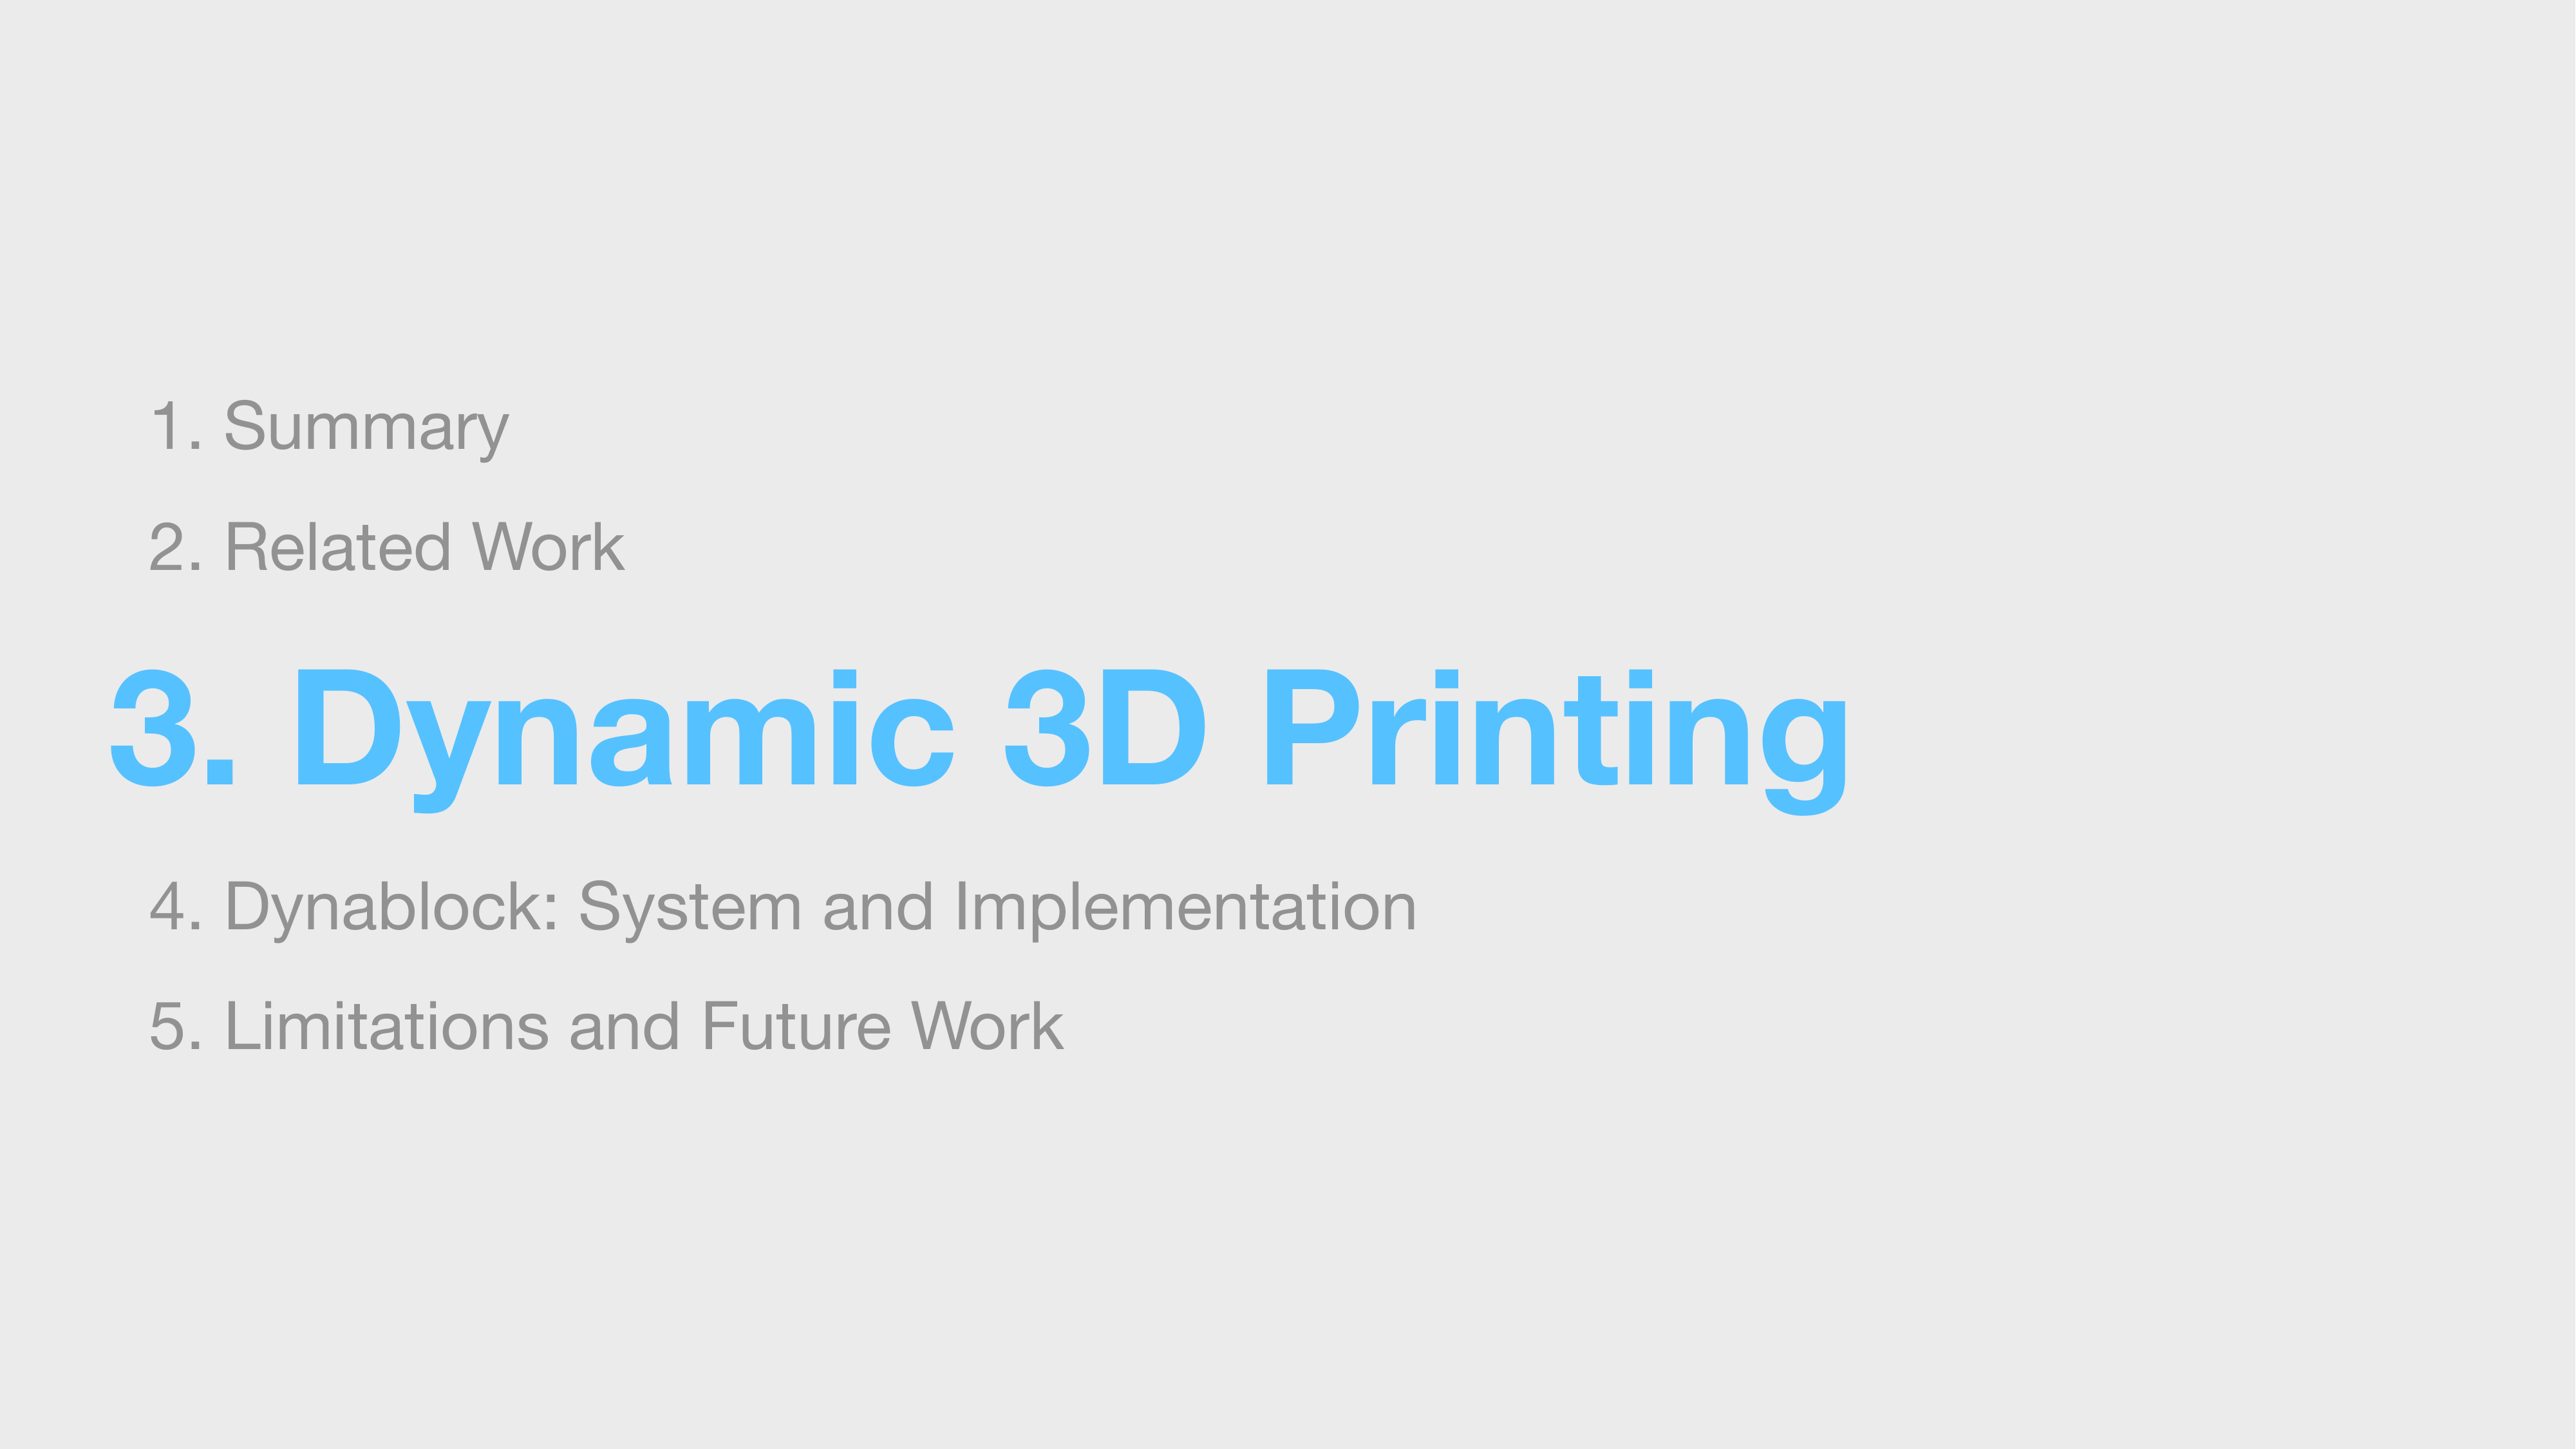 1. Summary
2. Related Work
3. Dynamic 3D Printing
4. Dynablock: System and Implementation
5. Limitations and Future Work